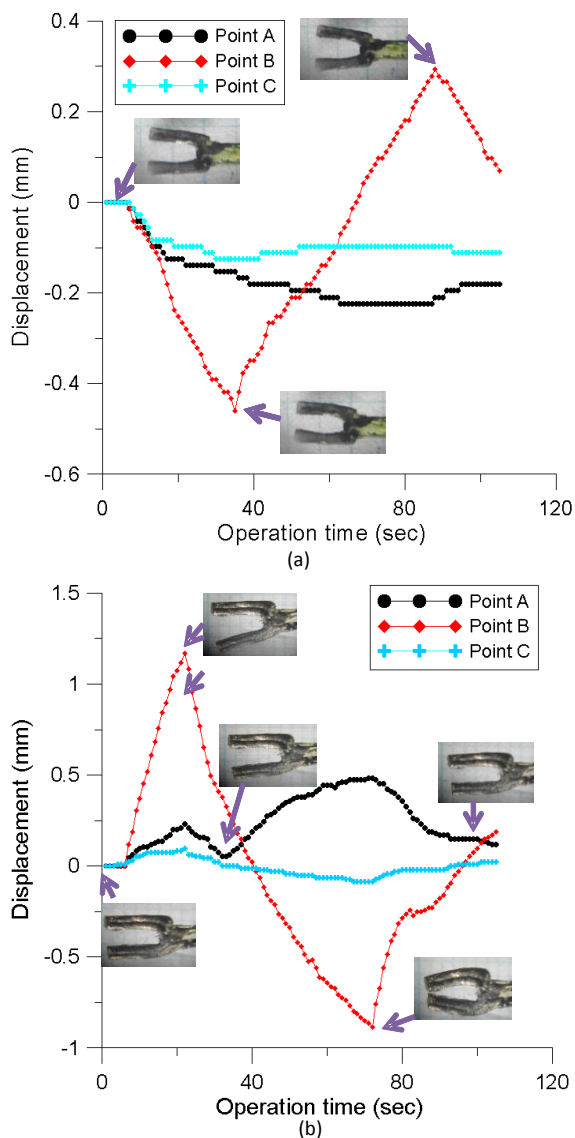 0.4
0.2
0
-0.2
-0.4
-0.6
Displacement (mm)
Point A
Point B
Point C
0
40
80
120
Operation time (sec)
(a)
1.5
1
0.5
0
-0.5
-1
Displacement (mm)
Point A
Point B
Point C
0
40
80
120
Operation time (sec)
(b)